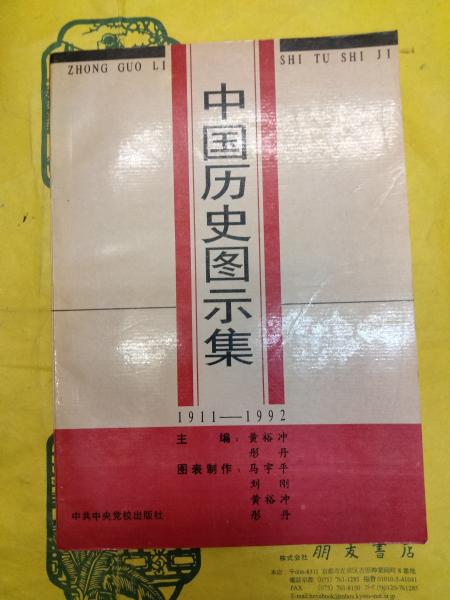 ZHONG GUO LI
SHI TU SHI JI
中国历史图示集
1911—1992
主 编：黄裕冲
彤 丹
图表制作：马宇平
刘 刚
黄裕冲
彤 丹
中共中央党校出版社
株式会社 朋友書店